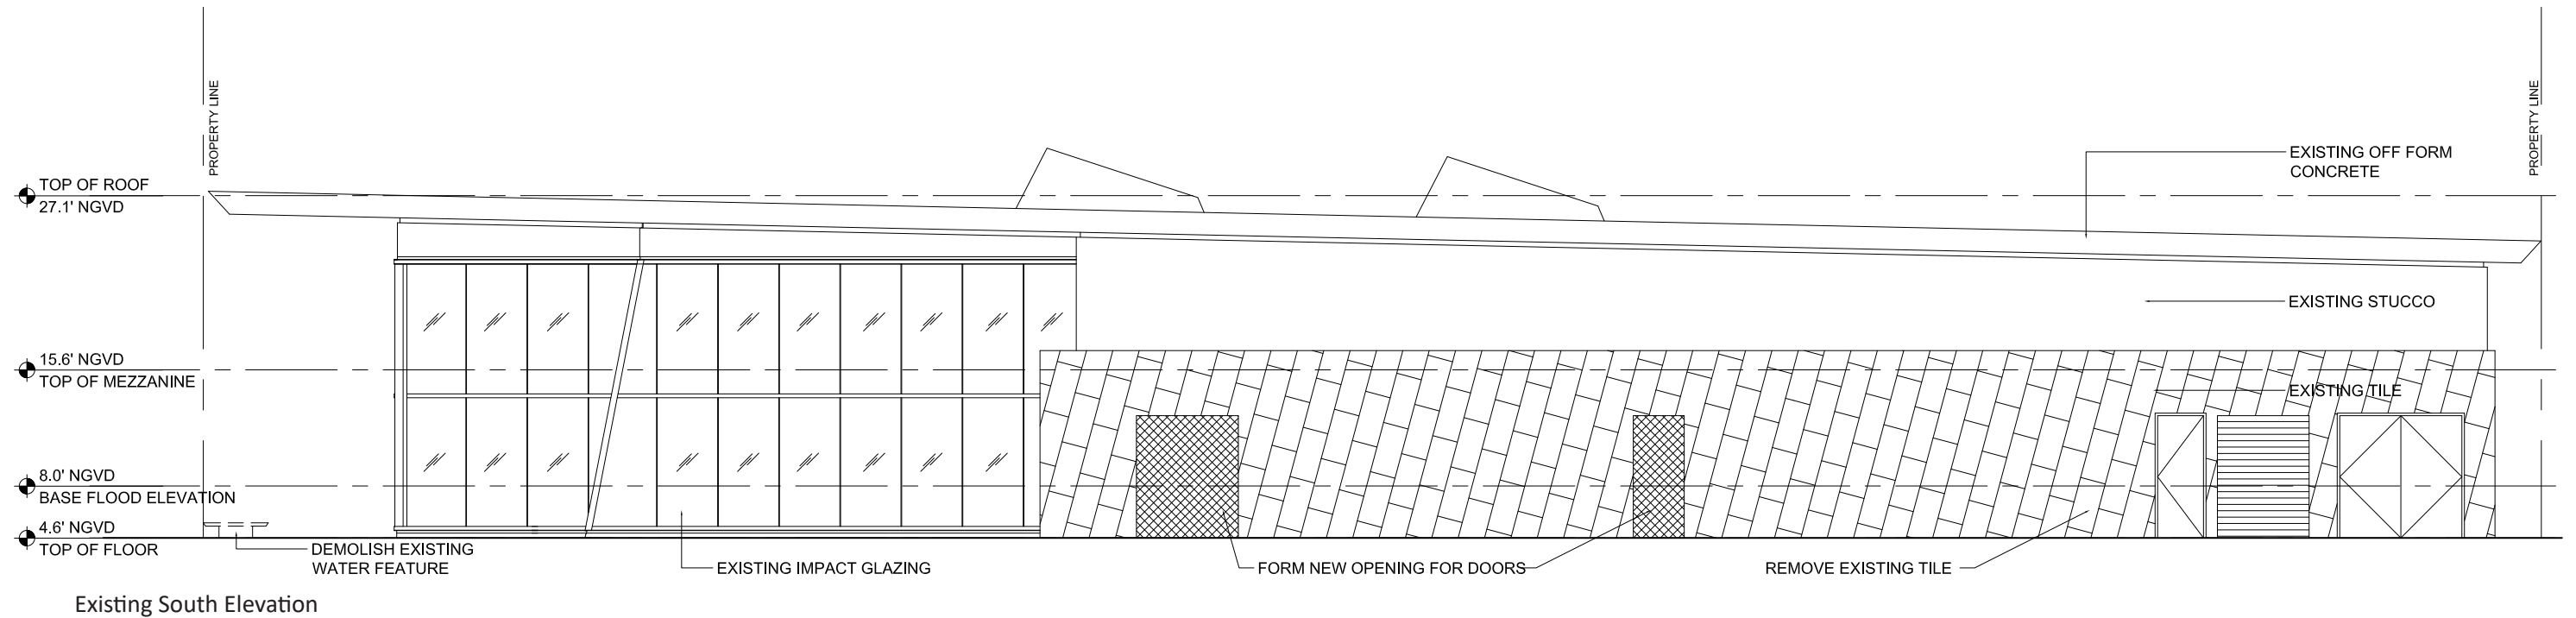 PROPERTY LINE
PROPERTY LINE
EXISTING OFF FORM
CONCRETE
TOP OF ROOF
27.1' NGVD
EXISTING STUCCO
15.6' NGVD
TOP OF MEZZANINE
EXISTING TILE
8.0' NGVD
BASE FLOOD ELEVATION
4.6' NGVD
TOP OF FLOOR
DEMOLISH EXISTING
WATER FEATURE
EXISTING IMPACT GLAZING
FORM NEW OPENING FOR DOORS
REMOVE EXISTING TILE
Existing South Elevation